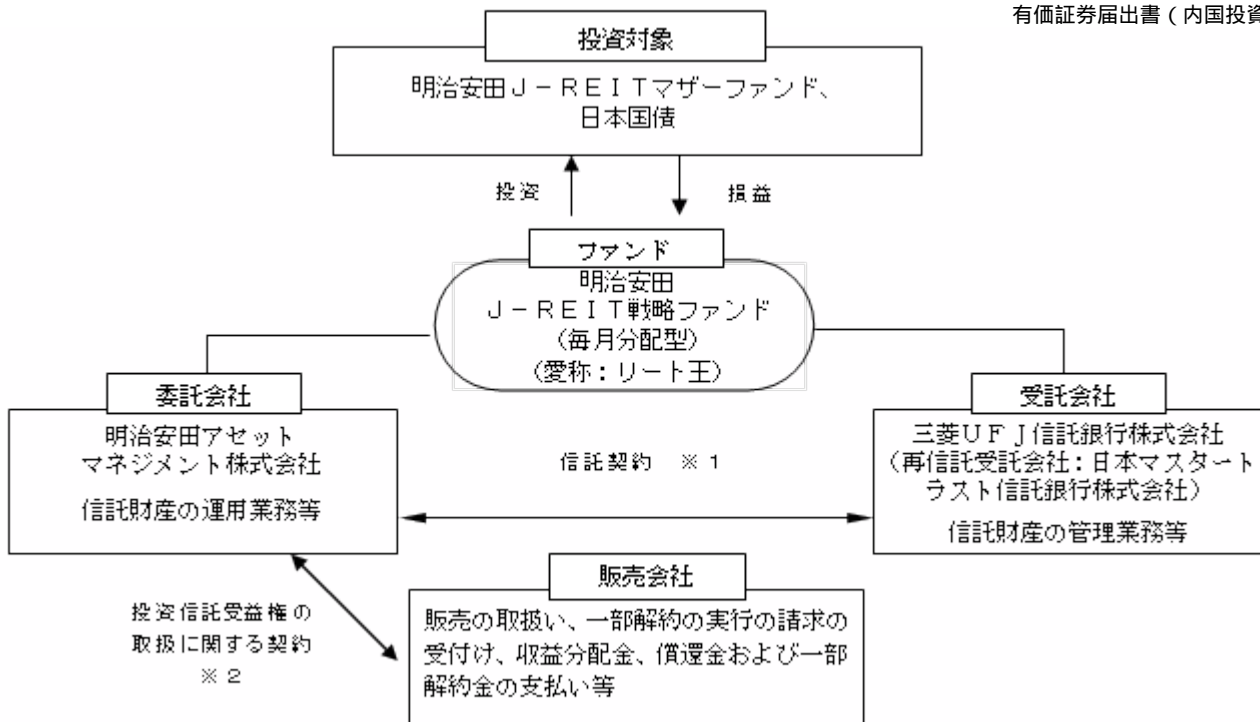 有価証券届出書（内国投資
投資対象
明治安田Ｊ－ＲＥＩＴマザーファンド、
日本国債
投資
損益
ファンド
明治安田
Ｊ－ＲＥＩＴ戦略ファンド
（毎月分配型）
（愛称：リート王）
委託会社
明治安田アセット
マネジメント株式会社
信託財産の運用業務等
信託契約　※１
受託会社
三菱ＵＦＪ信託銀行株式会社
（再信託受託会社：日本マスタート
ラスト信託銀行株式会社）
信託財産の管理業務等
投資信託受益権の
取扱に関する契約
※２
販売会社
販売の取扱い、一部解約の実行の請求の
受付け、収益分配金、償還金および一部
解約金の支払い等